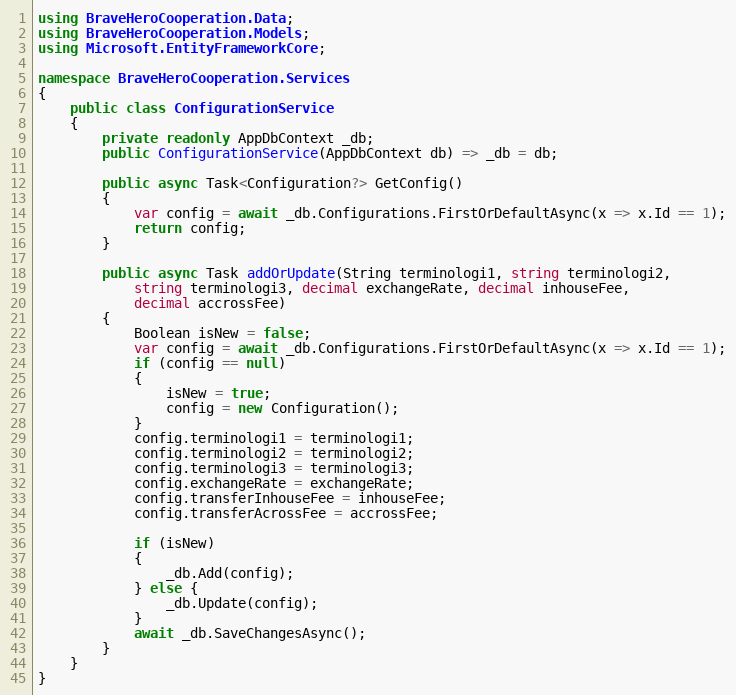 1 using BraveHeroCooperation.Data;
2 using BraveHeroCooperation.Models;
3 using Microsoft.EntityFrameworkCore;
4
5 namespace BraveHeroCooperation.Services
6 {
7     public class ConfigurationService
8     {
9         private readonly AppDbContext _db;
10         public ConfigurationService(AppDbContext db) => _db = db;
11
12         public async Task<Configuration?> GetConfig()
13         {
14             var config = await _db.Configurations.FirstOrDefaultAsync(x => x.Id == 1);
15             return config;
16         }
17
18         public async Task addOrUpdate(String terminologi1, string terminologi2,
19             string terminologi3, decimal exchangeRate, decimal inhouseFee,
20             decimal accrossFee)
21         {
22             Boolean isNew = false;
23             var config = await _db.Configurations.FirstOrDefaultAsync(x => x.Id == 1);
24             if (config == null)
25             {
26                 isNew = true;
27                 config = new Configuration();
28             }
29             config.terminologi1 = terminologi1;
30             config.terminologi2 = terminologi2;
31             config.terminologi3 = terminologi3;
32             config.exchangeRate = exchangeRate;
33             config.transferInhouseFee = inhouseFee;
34             config.transferAcrossFee = accrossFee;
35
36             if (isNew)
37             {
38                 _db.Add(config);
39             } else {
40                 _db.Update(config);
41             }
42             await _db.SaveChangesAsync();
43         }
44     }
45 }